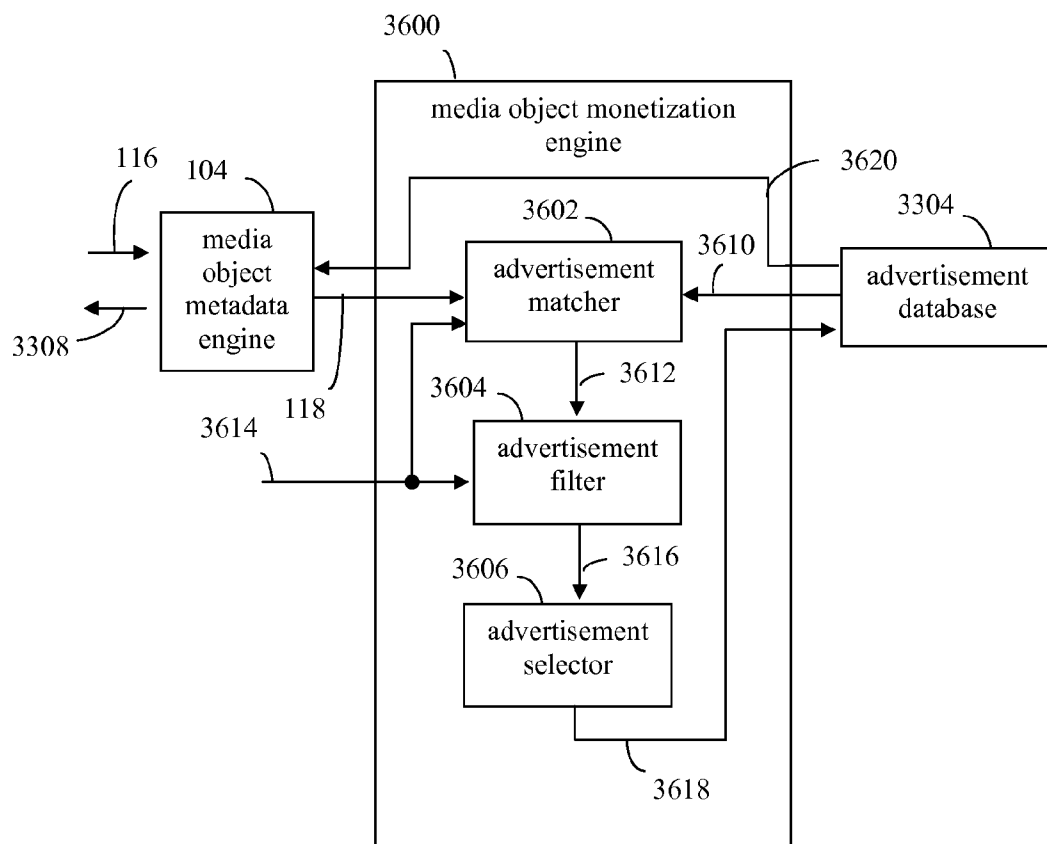 3600
media object monetization
engine
116
104
3620
3602
3304
media
object
metadata
engine
advertisement
matcher
3610
advertisement
database
3308
118
3612
3604
3614
advertisement
filter
3616
3606
advertisement
selector
3618